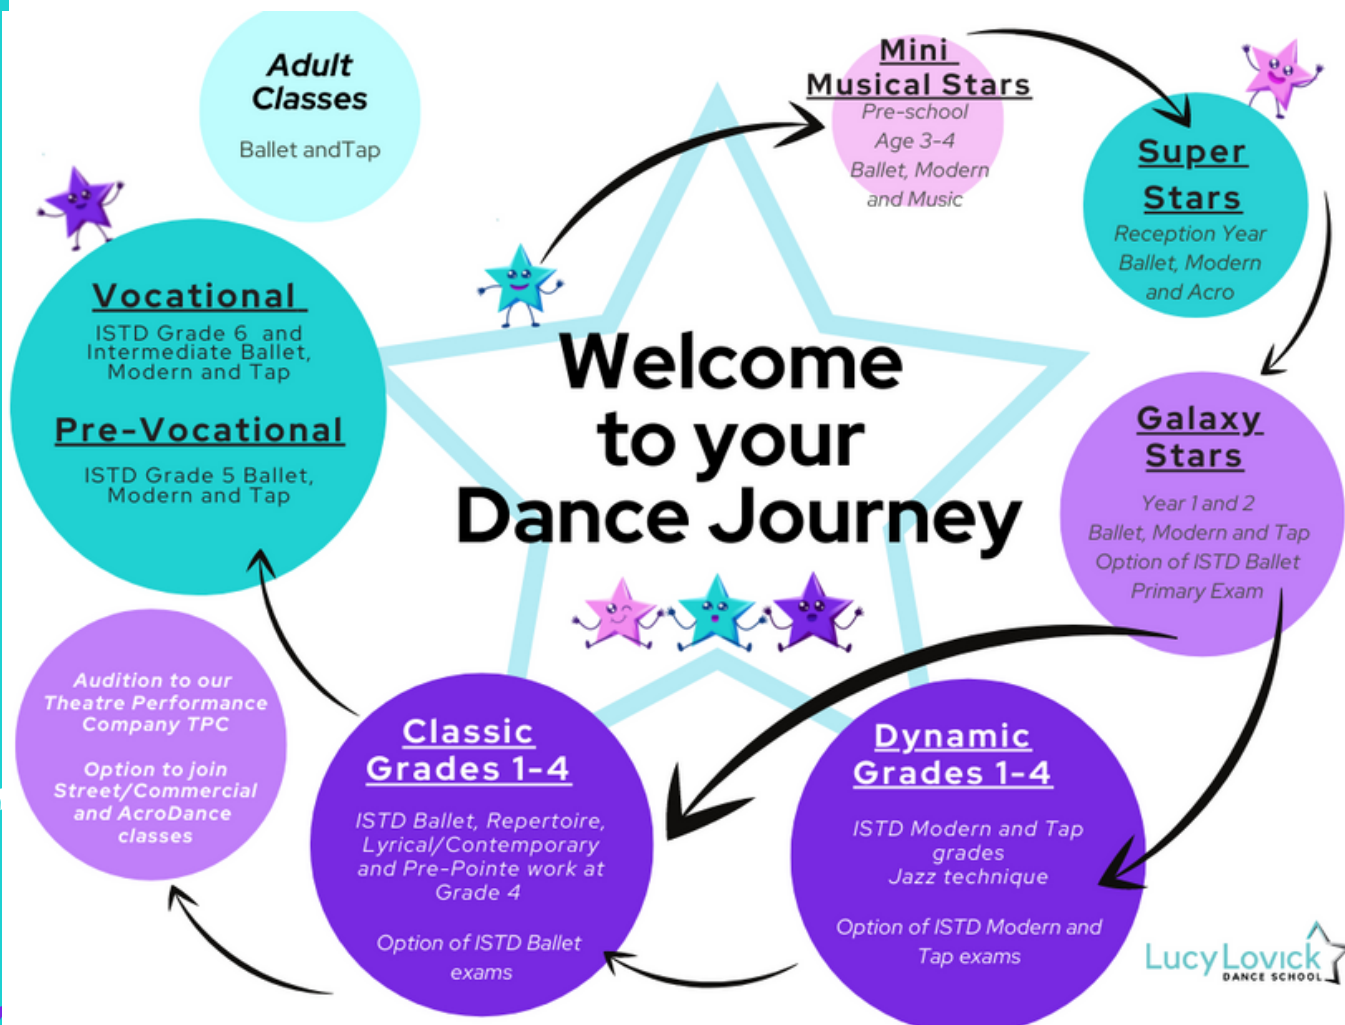 Adult
Classes
Ballet andTap
Mini
Musical Stars
Pre-school
Age 3-4
Ballet, Modern
and Music
Super
Stars
Reception Year
Ballet, Modern
and Acro
Galaxy
Stars
Year 1 and 2
Ballet, Modern and Tap
Option of ISTD Ballet
Primary Exam
Welcome
to your
Dance Journey
Vocational
ISTD Grade 6 and
Intermediate Ballet,
Modern and Tap
Pre-Vocational
ISTD Grade 5 Ballet,
Modern and Tap
Audition to our
Theatre Performance
Company TPC
Option to join
Street/Commercial
and AcroDance
classes
Classic
Grades 1-4
ISTD Ballet, Repertoire,
Lyrical/Contemporary
and Pre-Pointe work at
Grade 4
Option of ISTD Ballet
exams
Dynamic
Grades 1-4
ISTD Modern and Tap
grades
Jazz technique
Option of ISTD Modern and
Tap exams
Lucy Lovick
DANCE SCHOOL